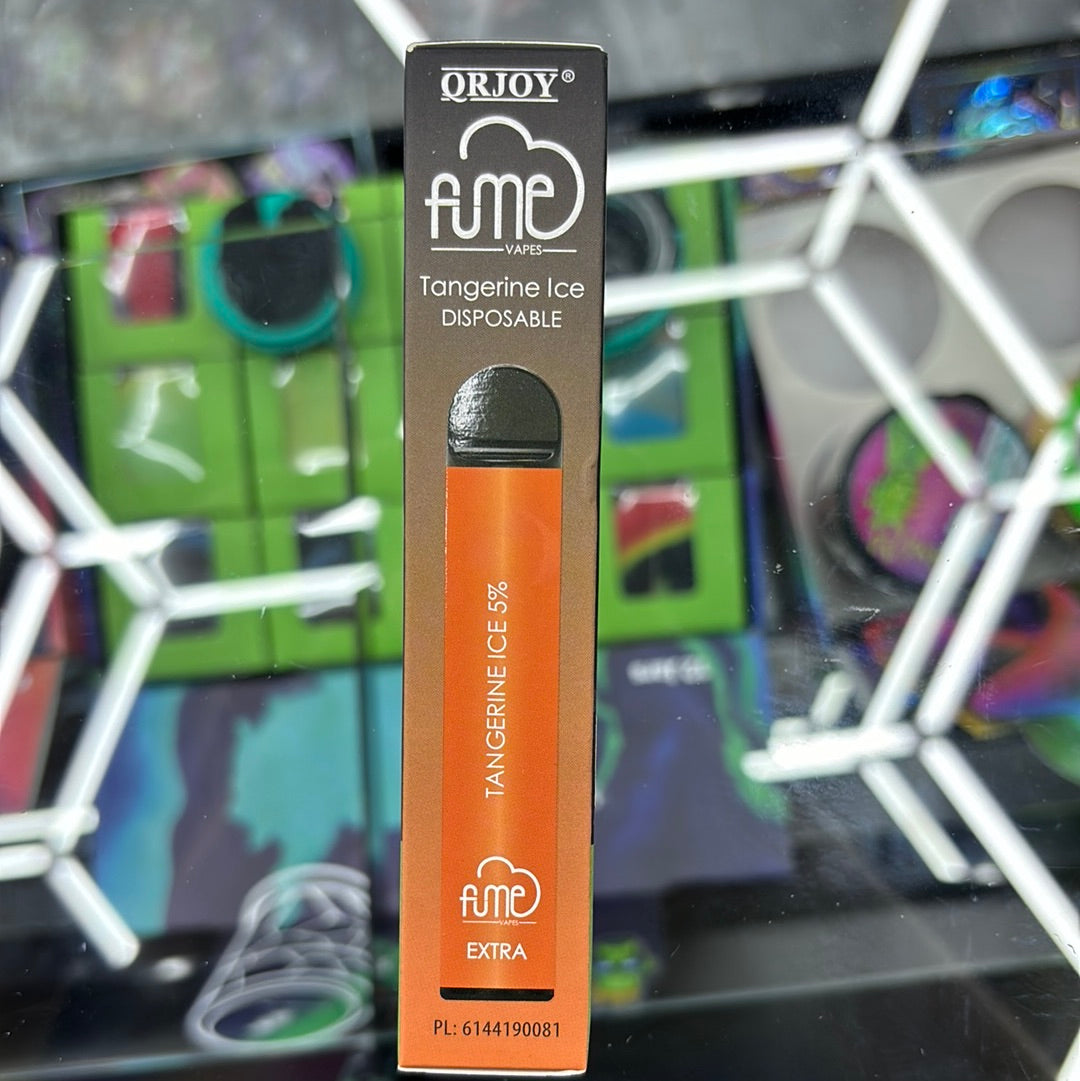 QRJOY®
fume
VAPES
Tangerine Ice
DISPOSABLE
TANGERINE ICE 5%
fume
VAPES
EXTRA
PL: 6144190081